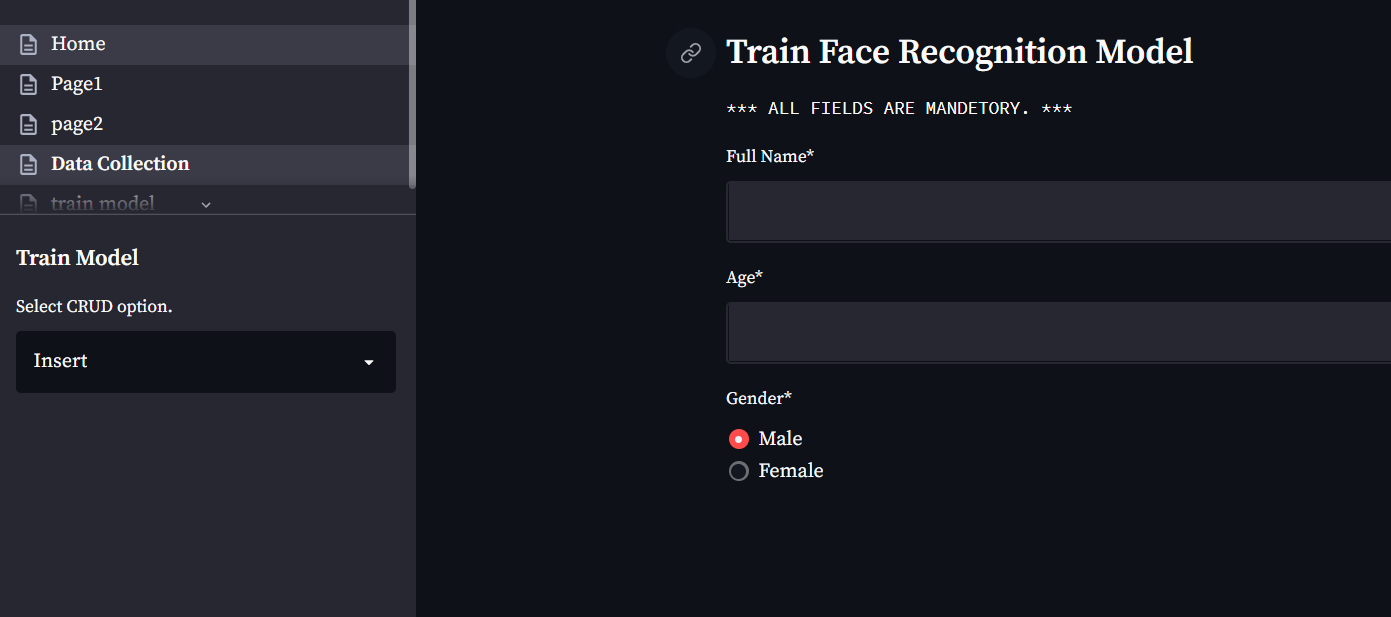 Home
Page1
page2
Data Collection
train model
Train Model
Select CRUD option.
Insert
Train Face Recognition Model
*** ALL FIELDS ARE MANDETORY. ***
Full Name*
Age*
Gender*
Male
Female